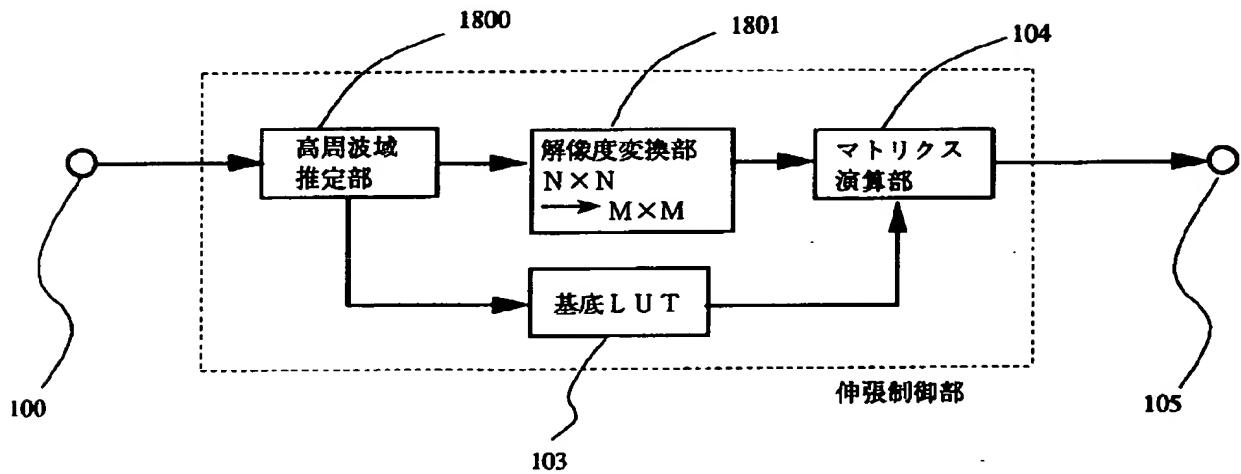 1800
1801
104
高周波域
推定部
解像度変換部
N×N
M×M
マトリクス
演算部
基底LUT
伸張制御部
100
103
105